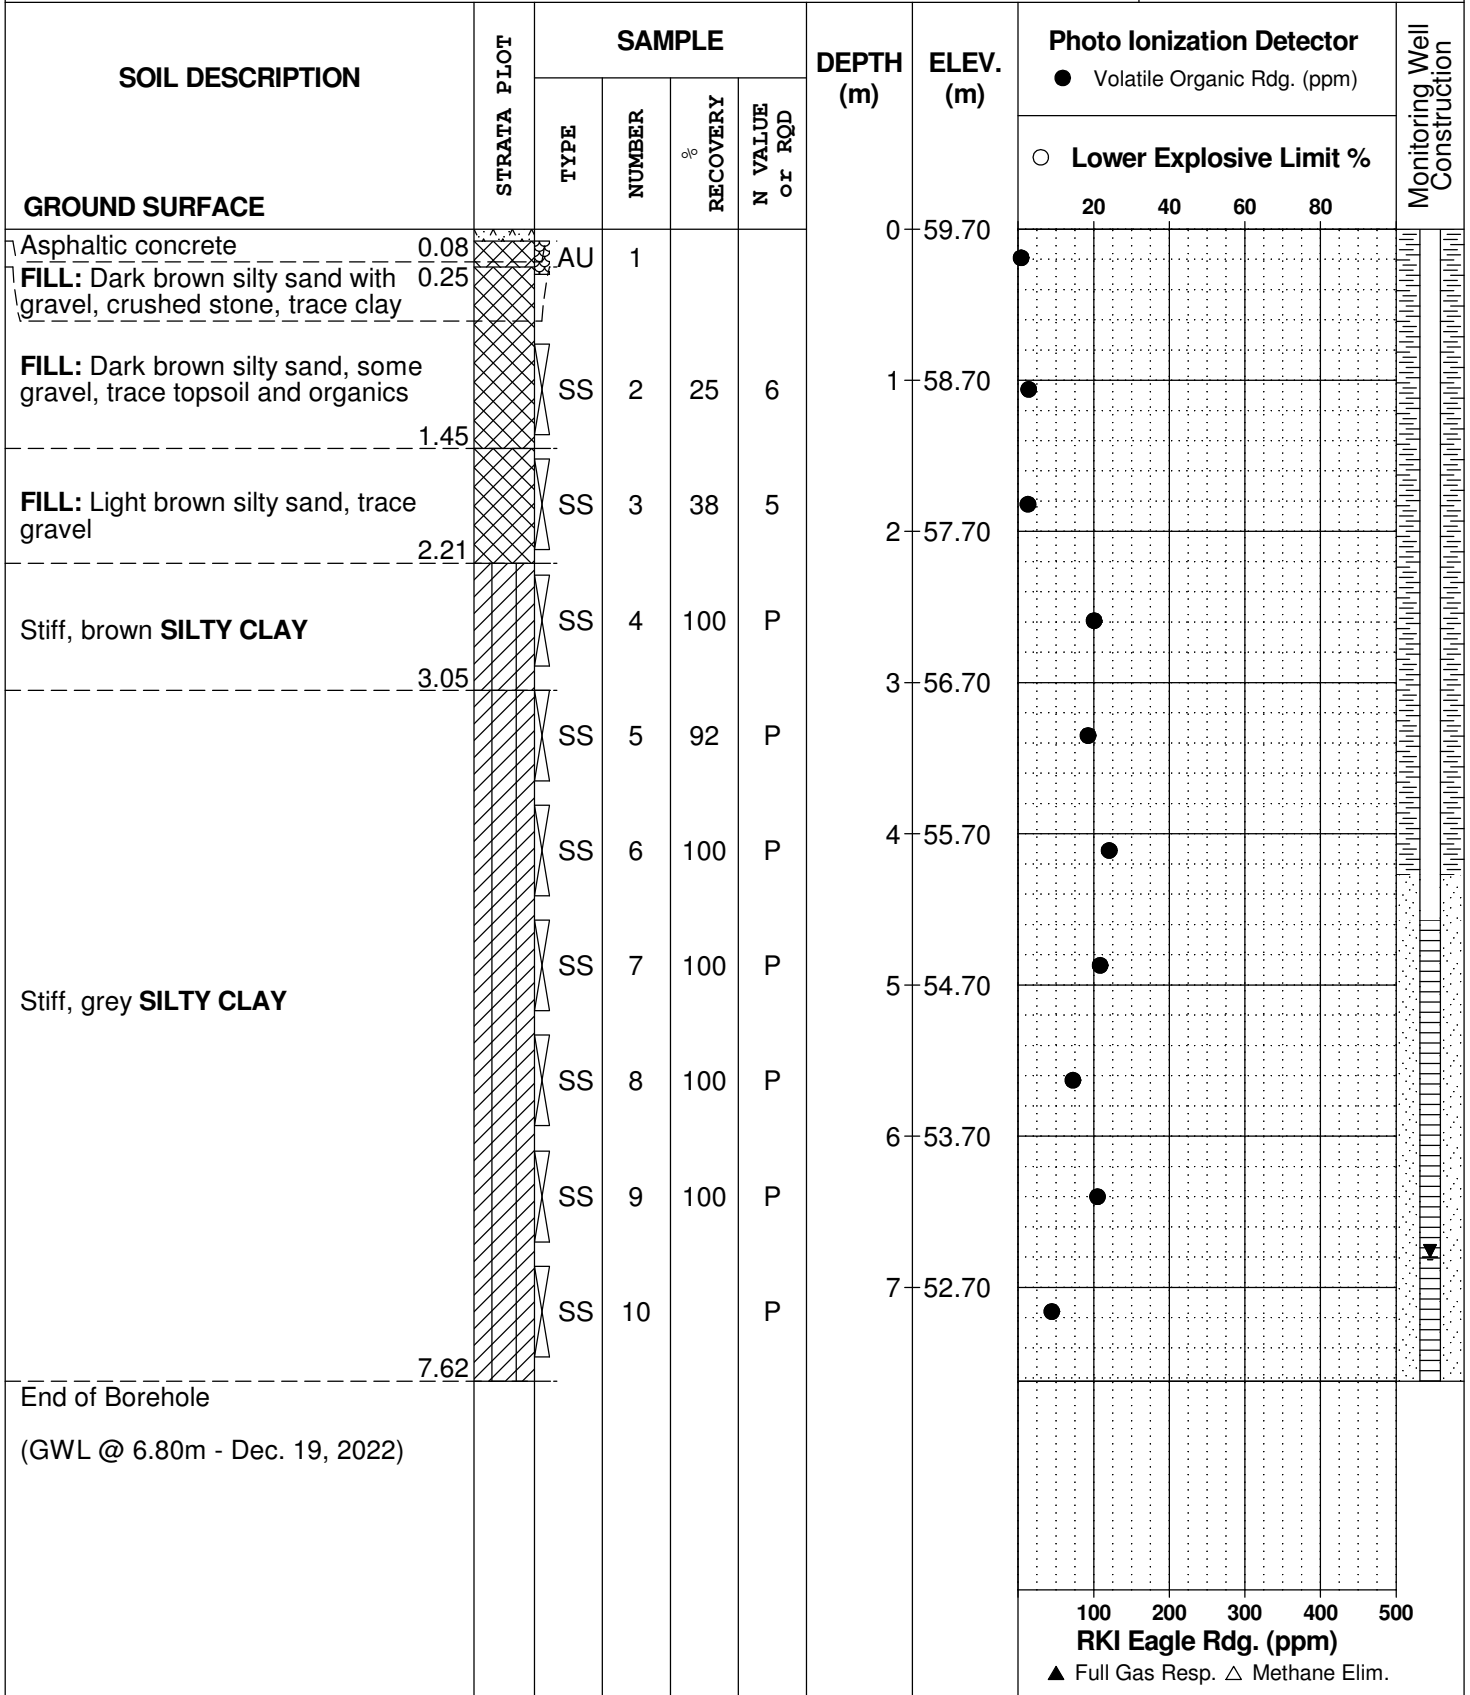 SOIL DESCRIPTION
GROUND SURFACE
STRATA PLOT
SAMPLE
TYPE
NUMBER
%
RECOVERY
N VALUE
or RQD
DEPTH
(m)
ELEV.
(m)
Photo Ionization Detector
● Volatile Organic Rdg. (ppm)
○ Lower Explosive Limit %
20 40 60 80
Monitoring Well
Construction
0 59.70
Asphaltic concrete 0.08
AU 1
FILL: Dark brown silty sand with 0.25
gravel, crushed stone, trace clay
FILL: Dark brown silty sand, some
gravel, trace topsoil and organics
1.45
SS 2 25 6
1 58.70
FILL: Light brown silty sand, trace
gravel
2.21
SS 3 38 5
2 57.70
Stiff, brown SILTY CLAY
3.05
SS 4 100 P
3 56.70
SS 5 92 P
4 55.70
SS 6 100 P
SS 7 100 P
5 54.70
Stiff, grey SILTY CLAY
SS 8 100 P
6 53.70
SS 9 100 P
7 52.70
SS 10 P
7.62
End of Borehole
(GWL @ 6.80m - Dec. 19, 2022)
100 200 300 400 500
RKI Eagle Rdg. (ppm)
▲ Full Gas Resp. △ Methane Elim.